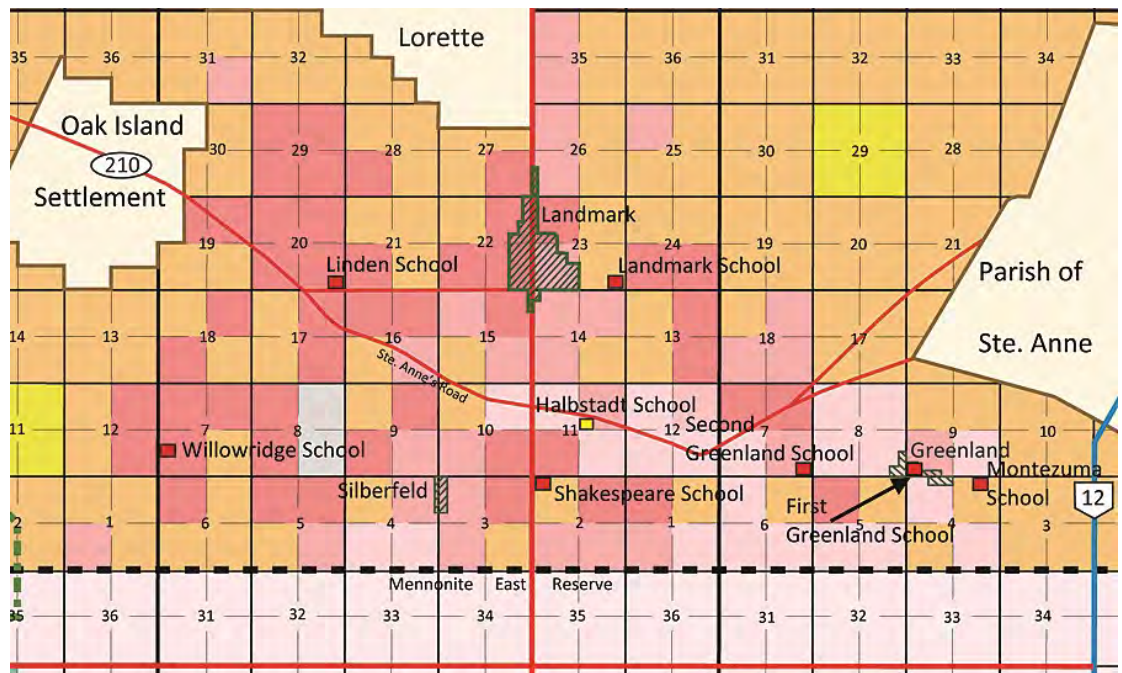 Lorette
35 36 31 32 35 36 31 32 34
Oak Island
210
Settlement
30 29 28 27 26 25 30 29 28
Landmark
19 20 21 22 23 24 19 20 21
Linden School
Landmark School
Parish of
Ste. Anne
14 13 18 17 16 15 14 13 18 17
Ste. Anne's Road
Halbstadt School
Second
11 12 7 8 9 10 11 12 7 9 10
Willowridge School
Greenland School
Greenland
Montezuma
School
12
Silberfeld
Shakespeare School
First
Greenland School
2 1 6 5 4 3 2 1 6 5 4 3
Mennonite East Reserve
35 36 31 32 33 34 35 36 31 32 33 34